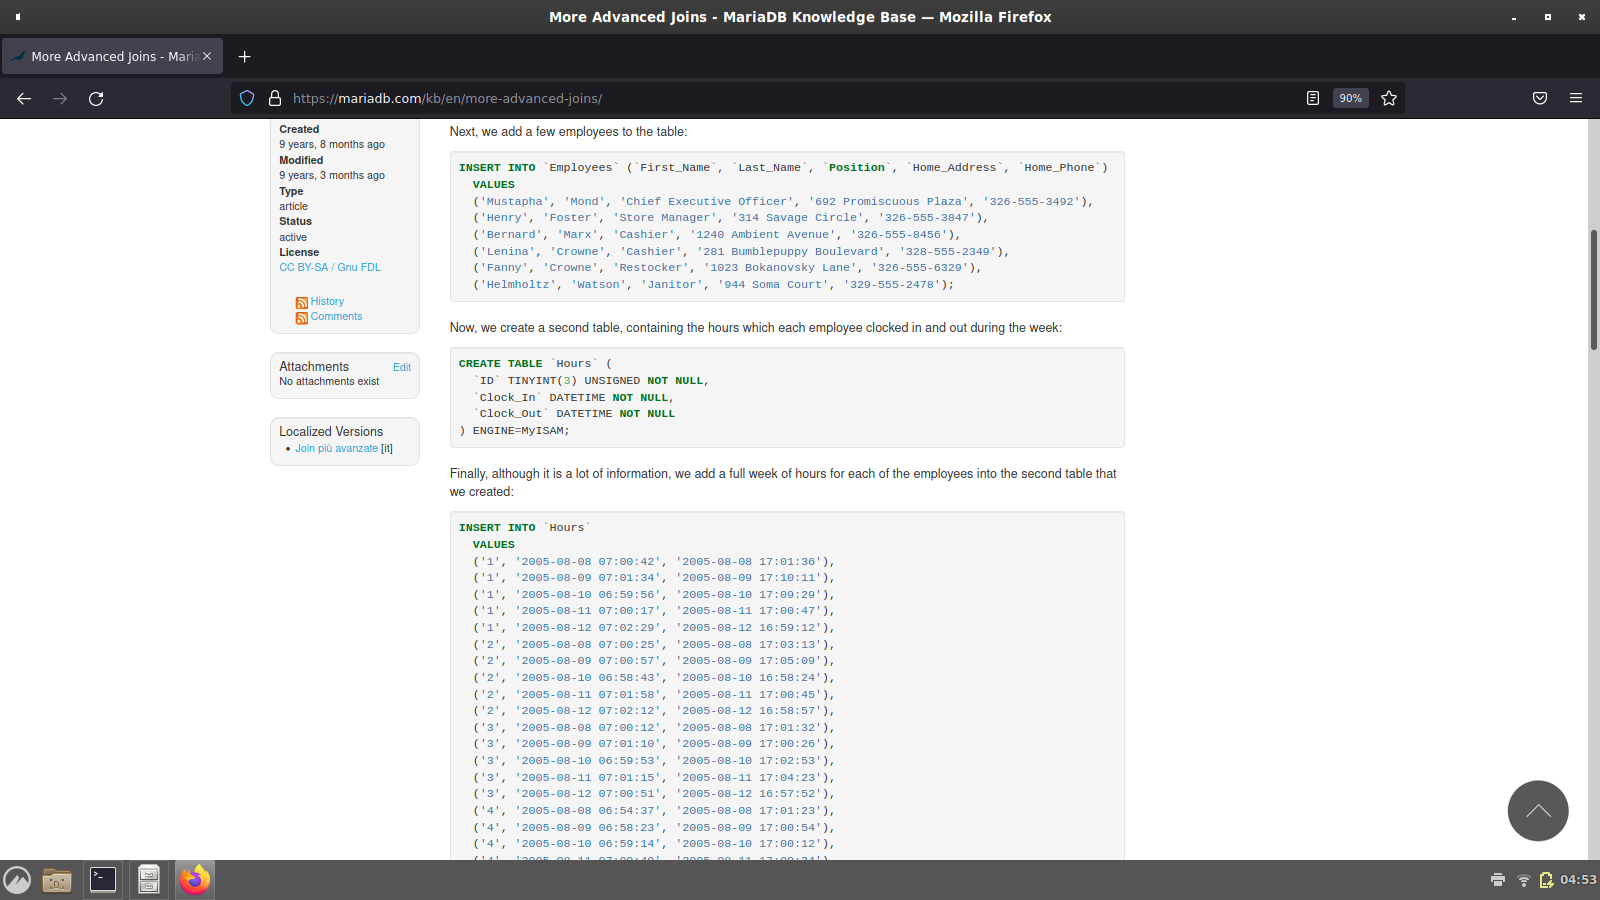 More Advanced Joins - MariaDB Knowledge Base — Mozilla Firefox
More Advanced Joins - Maria
https://mariadb.com/kb/en/more-advanced-joins/
90%
Created
9 years, 8 months ago
Modified
9 years, 3 months ago
Type
article
Status
active
License
CC BY-SA / Gnu FDL
History
Comments
Attachments Edit
No attachments exist
Localized Versions
• Join più avanzate [it]
Next, we add a few employees to the table:
INSERT INTO `Employees` (`First_Name`, `Last_Name`, `Position`, `Home_Address`, `Home_Phone`)
VALUES
('Mustapha', 'Mond', 'Chief Executive Officer', '692 Promiscuous Plaza', '326-555-3492'),
('Henry', 'Foster', 'Store Manager', '314 Savage Circle', '326-555-3847'),
('Bernard', 'Marx', 'Cashier', '1240 Ambient Avenue', '326-555-8456'),
('Lenina', 'Crowne', 'Cashier', '281 Bumblepuppy Boulevard', '328-555-2349'),
('Fanny', 'Crowne', 'Restocker', '1023 Bokanovsky Lane', '326-555-6329'),
('Helmholtz', 'Watson', 'Janitor', '944 Soma Court', '329-555-2478');
Now, we create a second table, containing the hours which each employee clocked in and out during the week:
CREATE TABLE `Hours` (
`ID` TINYINT(3) UNSIGNED NOT NULL,
`Clock_In` DATETIME NOT NULL,
`Clock_Out` DATETIME NOT NULL
) ENGINE=MyISAM;
Finally, although it is a lot of information, we add a full week of hours for each of the employees into the second table that
we created:
INSERT INTO `Hours`
VALUES
('1', '2005-08-08 07:00:42', '2005-08-08 17:01:36'),
('1', '2005-08-09 07:01:34', '2005-08-09 17:10:11'),
('1', '2005-08-10 06:59:56', '2005-08-10 17:09:29'),
('1', '2005-08-11 07:00:17', '2005-08-11 17:00:47'),
('1', '2005-08-12 07:02:29', '2005-08-12 16:59:12'),
('2', '2005-08-08 07:00:25', '2005-08-08 17:03:13'),
('2', '2005-08-09 07:00:57', '2005-08-09 17:05:09'),
('2', '2005-08-10 06:58:43', '2005-08-10 16:58:24'),
('2', '2005-08-11 07:01:58', '2005-08-11 17:00:45'),
('2', '2005-08-12 07:02:12', '2005-08-12 16:58:57'),
('3', '2005-08-08 07:00:12', '2005-08-08 17:01:32'),
('3', '2005-08-09 07:01:10', '2005-08-09 17:00:26'),
('3', '2005-08-10 06:59:53', '2005-08-10 17:02:53'),
('3', '2005-08-11 07:01:15', '2005-08-11 17:04:23'),
('3', '2005-08-12 07:00:51', '2005-08-12 16:57:52'),
('4', '2005-08-08 06:54:37', '2005-08-08 17:01:23'),
('4', '2005-08-09 06:58:23', '2005-08-09 17:00:54'),
('4', '2005-08-10 06:59:14', '2005-08-10 17:00:12'),
04:53